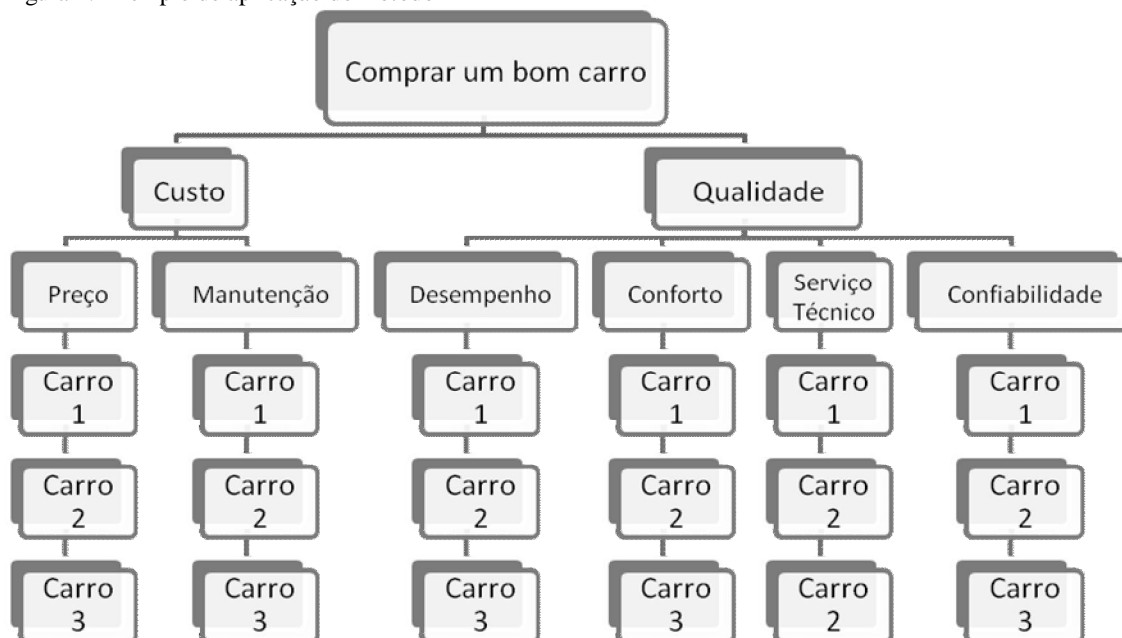 Comprar um bom carro
Custo
Qualidade
Preço
Manutenção
Desempenho
Conforto
Serviço
Técnico
Confiabilidade
Carro
1
Carro
1
Carro
1
Carro
1
Carro
1
Carro
1
Carro
2
Carro
2
Carro
2
Carro
2
Carro
2
Carro
2
Carro
3
Carro
3
Carro
3
Carro
3
Carro
2
Carro
3